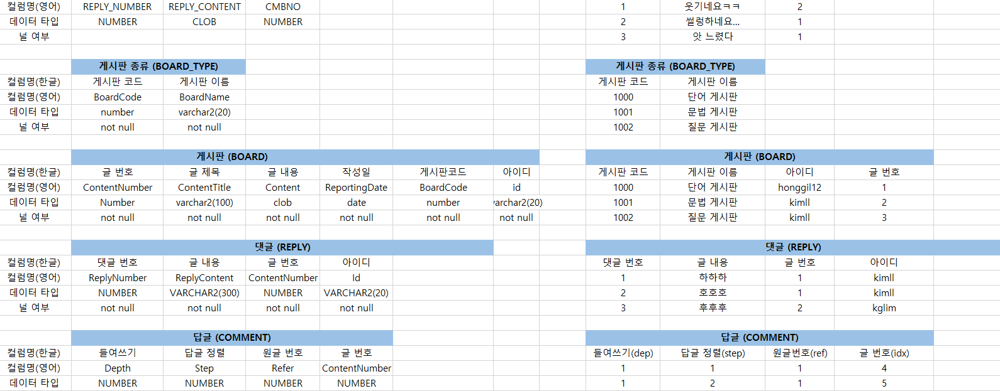 컬럼명(영어) REPLY_NUMBER REPLY_CONTENT CMBNO 1 웃기네요ㅋㅋ 2
데이터 타입 NUMBER CLOB NUMBER 2 썰렁하네요... 1
널 여부 3 앗 느렸다 1
게시판 종류 (BOARD_TYPE) 게시판 종류 (BOARD_TYPE)
컬럼명(한글) 게시판 코드 게시판 이름 게시판 코드 게시판 이름
컬럼명(영어) BoardCode BoardName 1000 단어 게시판
데이터 타입 number varchar2(20) 1001 문법 게시판
널 여부 not null not null 1002 질문 게시판
게시판 (BOARD) 게시판 (BOARD)
컬럼명(한글) 글 번호 글 제목 글 내용 작성일 게시판코드 아이디 게시판 코드 게시판 이름 아이디 글 번호
컬럼명(영어) ContentNumber ContentTitle Content ReportingDate BoardCode id 1000 단어 게시판 honggil12 1
데이터 타입 Number varchar2(100) clob date number varchar2(20) 1001 문법 게시판 kimll 2
널 여부 not null not null not null not null not null not null 1002 질문 게시판 kimll 3
댓글 (REPLY) 댓글 (REPLY)
컬럼명(한글) 댓글 번호 글 내용 글 번호 아이디 댓글 번호 글 내용 글 번호 아이디
컬럼명(영어) ReplyNumber ReplyContent ContentNumber Id 1 하하하 1 kimll
데이터 타입 NUMBER VARCHAR2(300) NUMBER VARCHAR2(20) 2 호호호 1 kimll
널 여부 not null not null not null not null 3 후후후 2 kglim
답글 (COMMENT) 답글 (COMMENT)
컬럼명(한글) 들여쓰기 답글 정렬 원글 번호 글 번호 들여쓰기(dep) 답글 정렬(step) 원글번호(ref) 글 번호(idx)
컬럼명(영어) Depth Step Refer ContentNumber 1 1 1 4
데이터 타입 NUMBER NUMBER NUMBER NUMBER 1 2 1 5